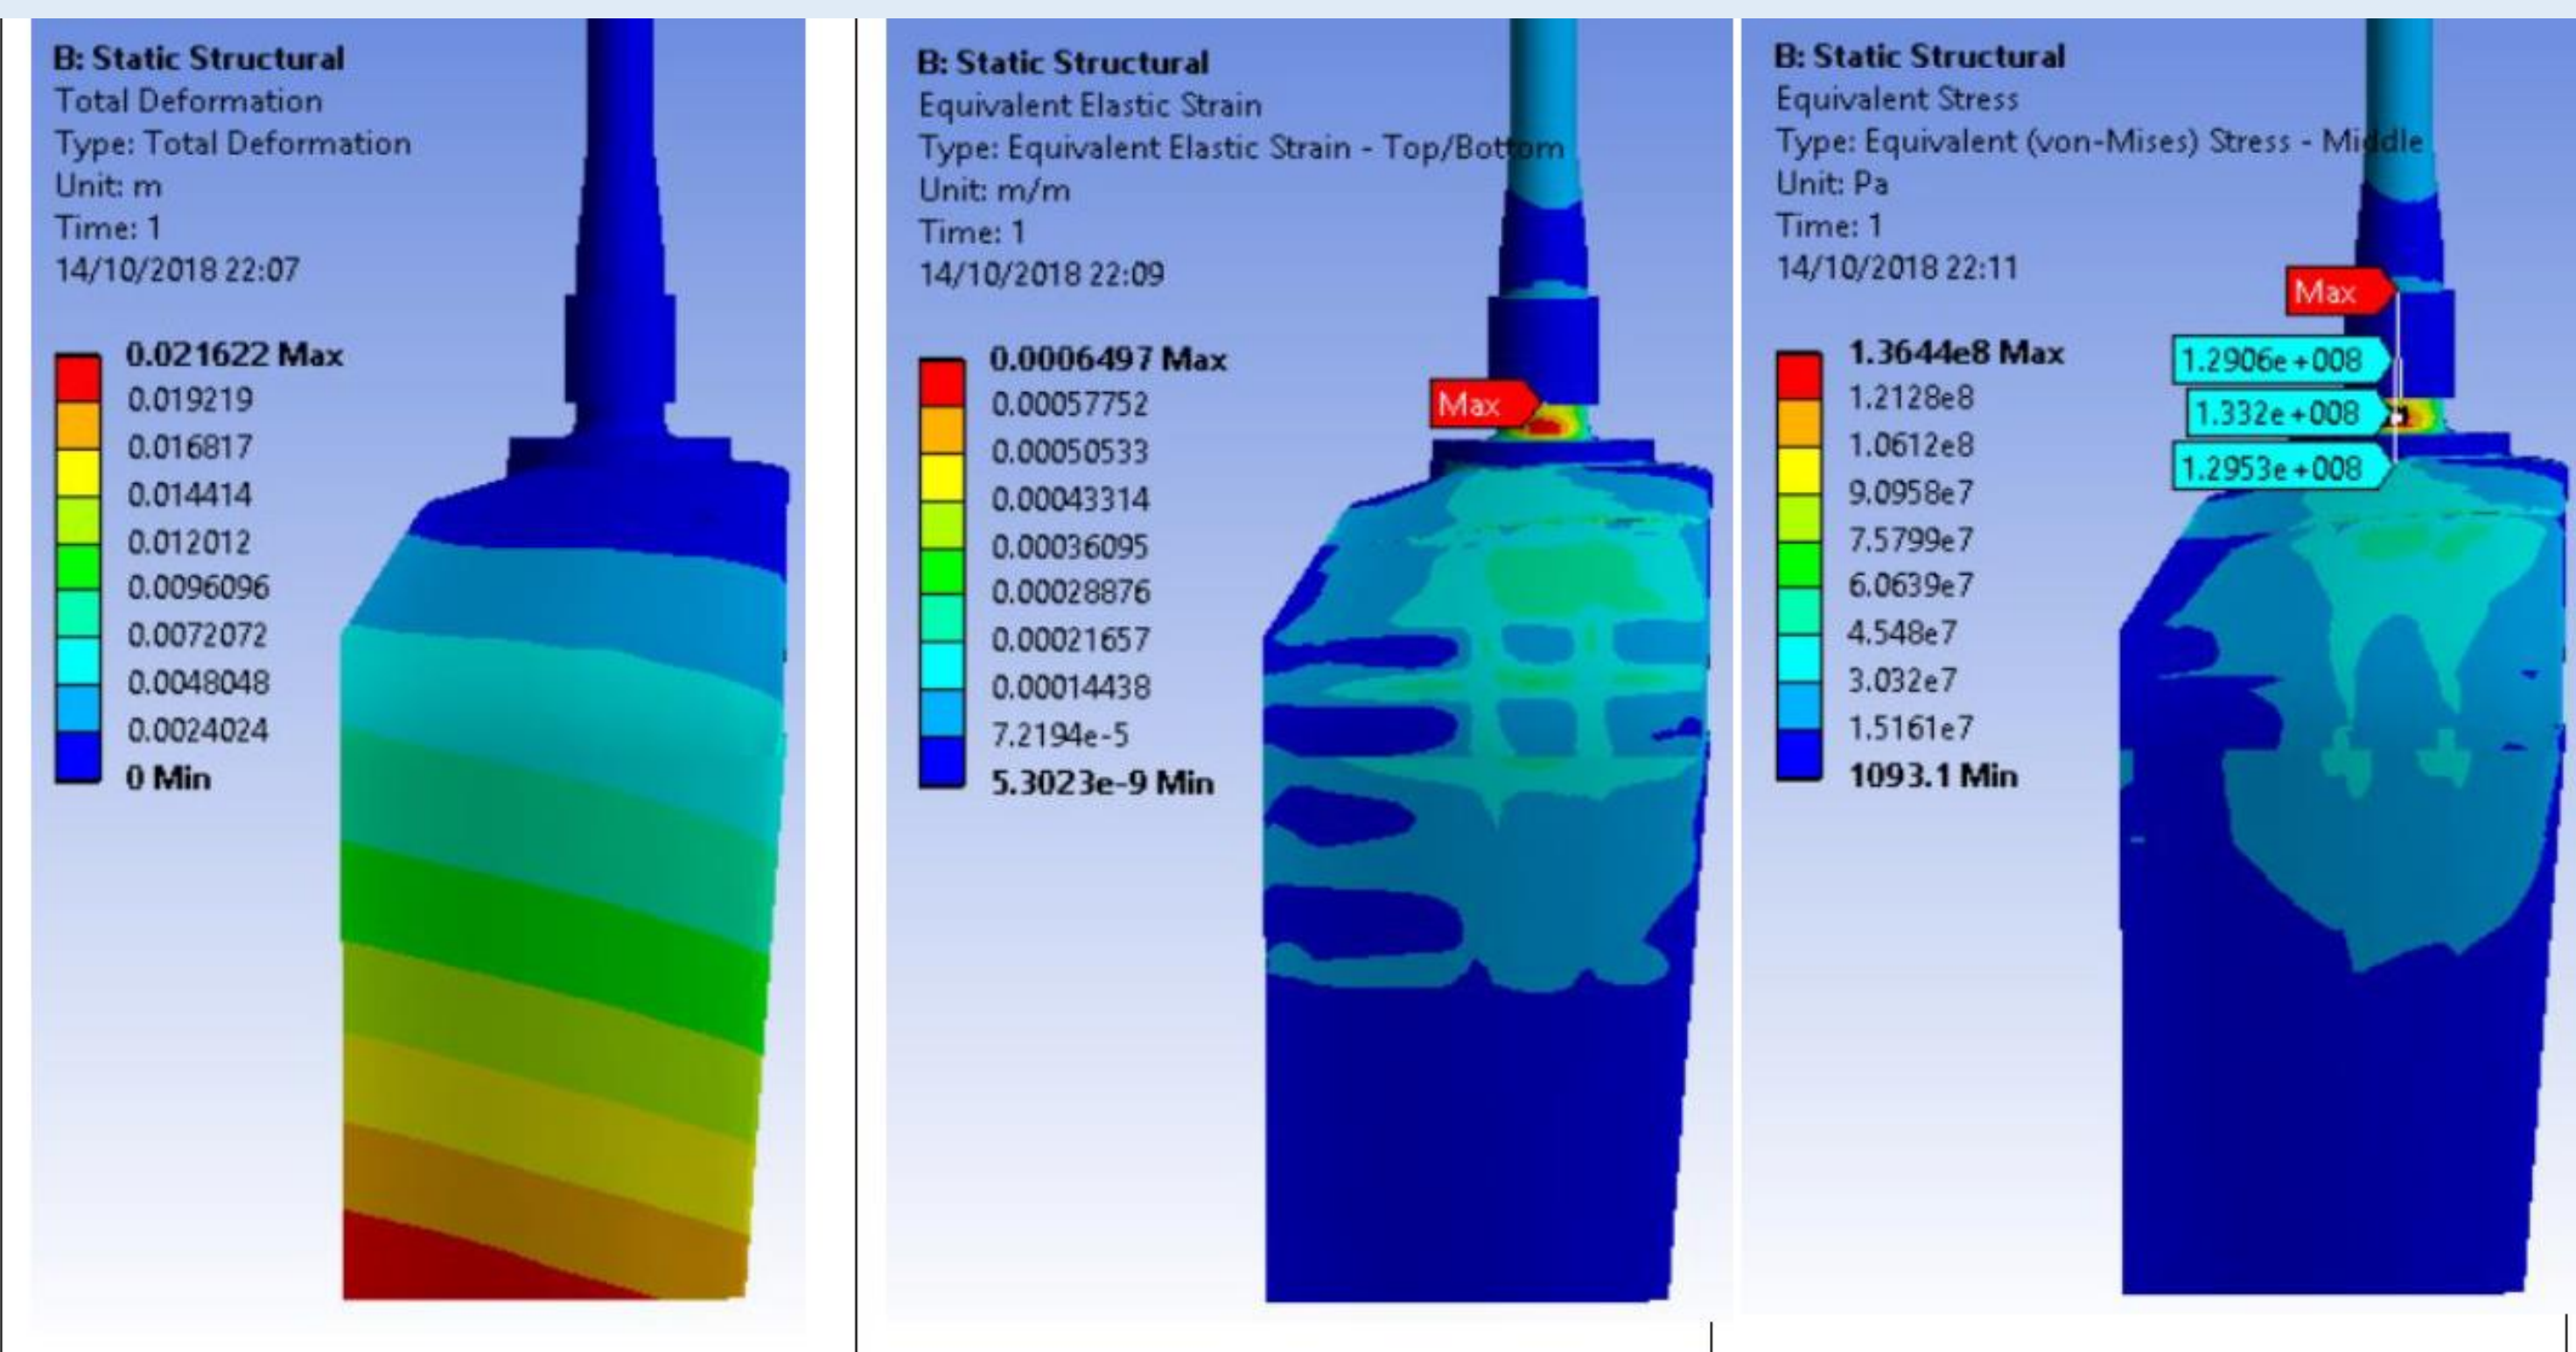 B: Static Structural
Total Deformation
Type: Total Deformation
Unit: m
Time: 1
14/10/2018 22:07
0.021622 Max
0.019219
0.016817
0.014414
0.012012
0.0096096
0.0072072
0.0048048
0.0024024
0 Min
B: Static Structural
Equivalent Elastic Strain
Type: Equivalent Elastic Strain - Top/Bottom
Unit: m/m
Time: 1
14/10/2018 22:09
0.0006497 Max
0.00057752
0.00050533
0.00043314
0.00036095
0.00028876
0.00021657
0.00014438
7.2194e-5
5.3023e-9 Min
Max
B: Static Structural
Equivalent Stress
Type: Equivalent (von-Mises) Stress - Middle
Unit: Pa
Time: 1
14/10/2018 22:11
1.3644e8 Max
1.2128e8
1.0612e8
9.0958e7
7.5799e7
6.0639e7
4.548e7
3.032e7
1.5161e7
1093.1 Min
Max
1.2906e+008
1.332e+008
1.2953e+008